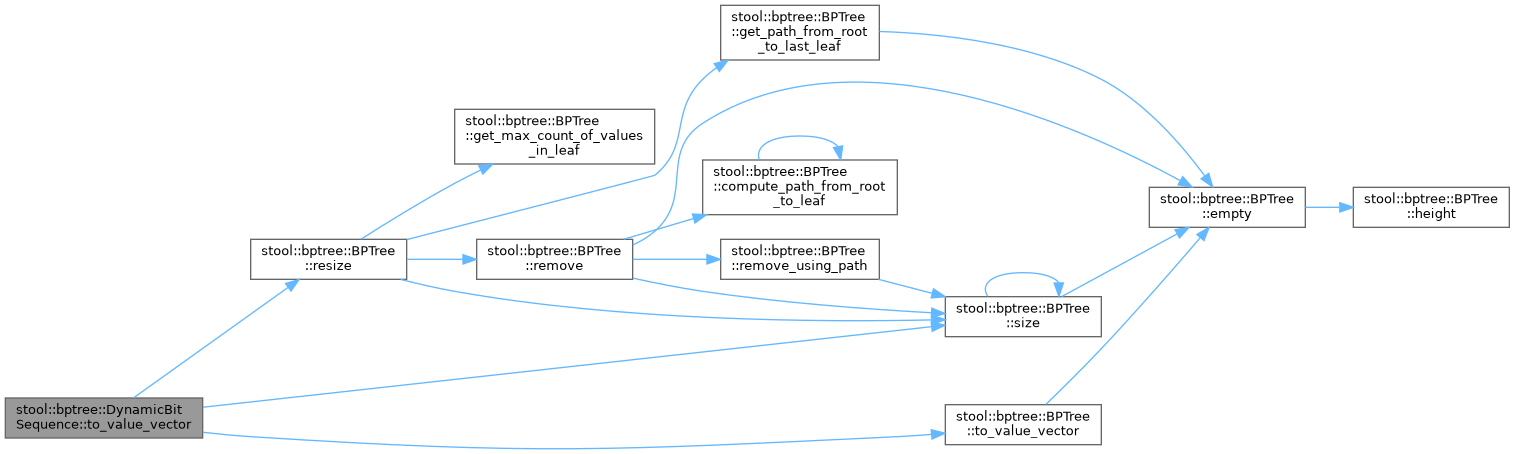 stool::bptree::BPTree
::get_path_from_root
_to_last_leaf
stool::bptree::BPTree
::get_max_count_of_values
_in_leaf
stool::bptree::BPTree
::compute_path_from_root
_to_leaf
stool::bptree::BPTree
::empty
stool::bptree::BPTree
::height
stool::bptree::BPTree
::resize
stool::bptree::BPTree
::remove
stool::bptree::BPTree
::remove_using_path
stool::bptree::BPTree
::size
stool::bptree::DynamicBit
Sequence::to_value_vector
stool::bptree::BPTree
::to_value_vector